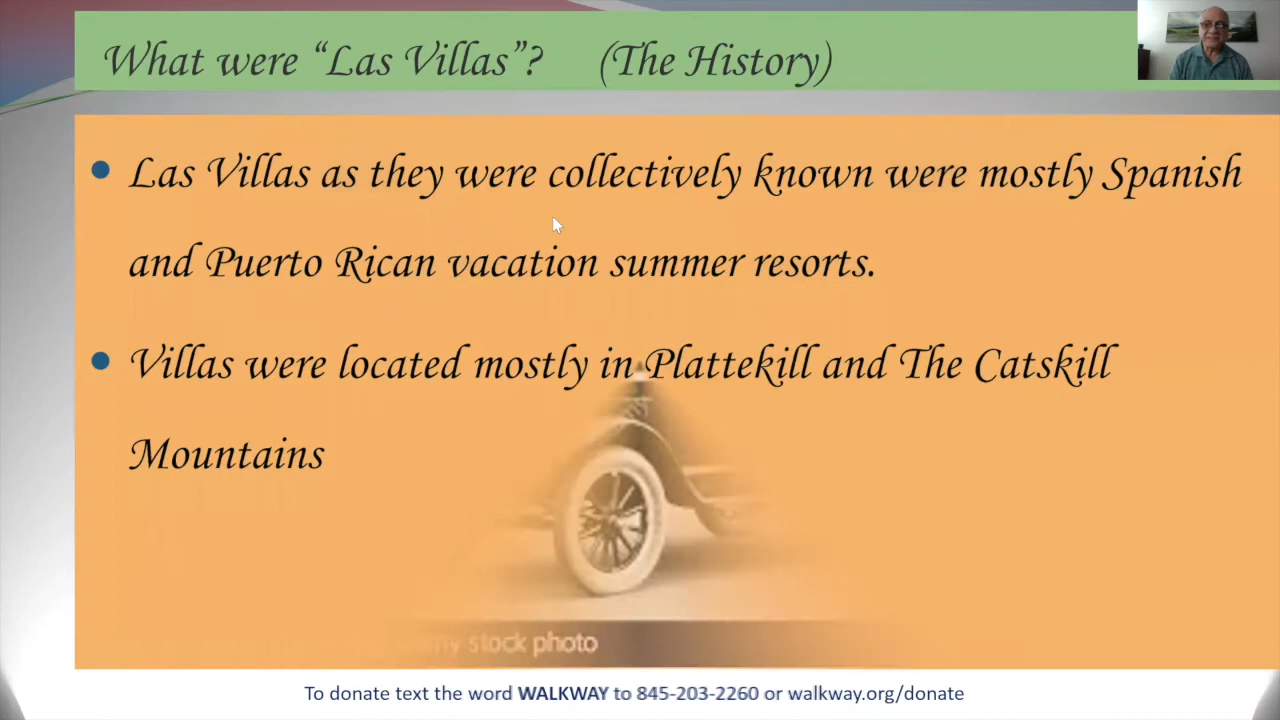 What were “Las Villas”? (The History)
Las Villas as they were collectively known were mostly Spanish
and Puerto Rican vacation summer resorts.
Villas were located mostly in Plattekill and The Catskill
Mountains
stock photo
To donate text the word WALKWAY to 845-203-2260 or walkway.org/donate